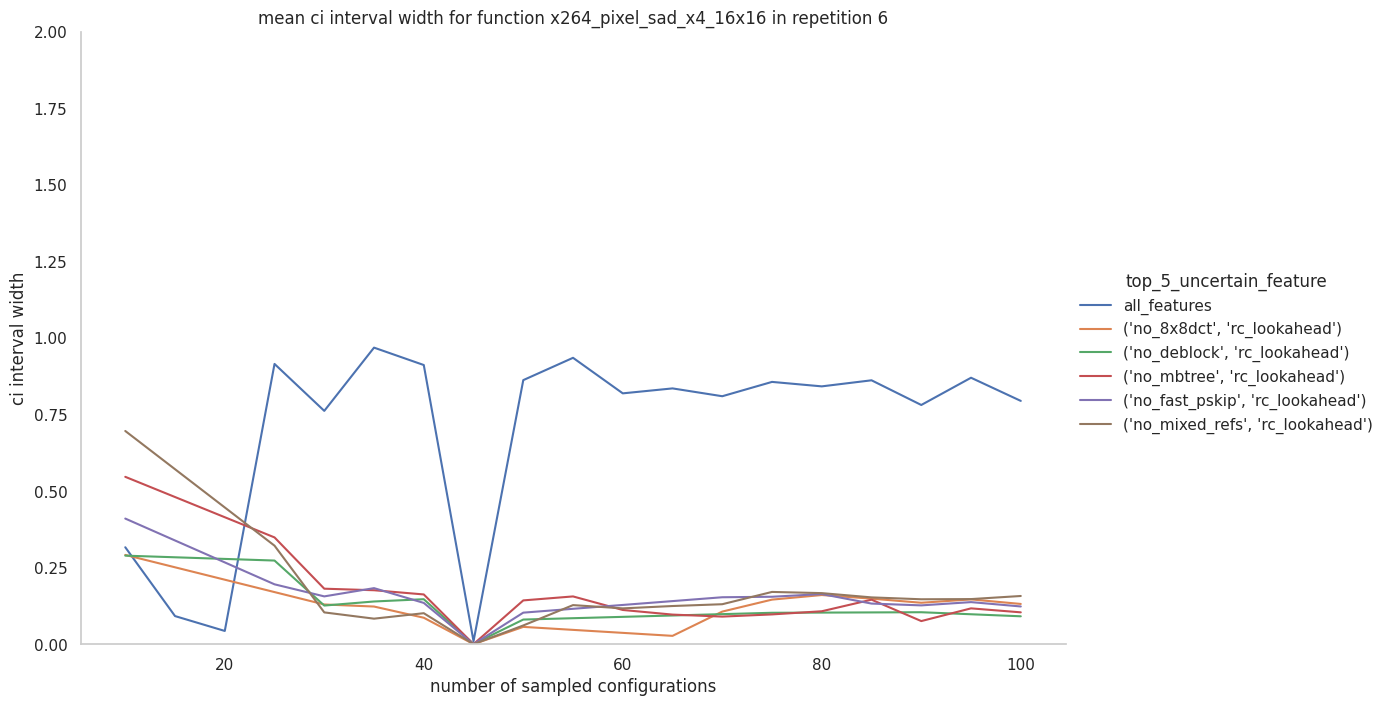 mean ci interval width for function x264_pixel_sad_x4_16x16 in repetition 6
2.00
1.75
1.50
1.25
1.00
0.75
0.50
0.25
0.00
ci interval width
20
40
60
80
100
number of sampled configurations
top_5_uncertain_feature
all_features
('no_8x8dct', 'rc_lookahead')
('no_deblock', 'rc_lookahead')
('no_mbtree', 'rc_lookahead')
('no_fast_pskip', 'rc_lookahead')
('no_mixed_refs', 'rc_lookahead')